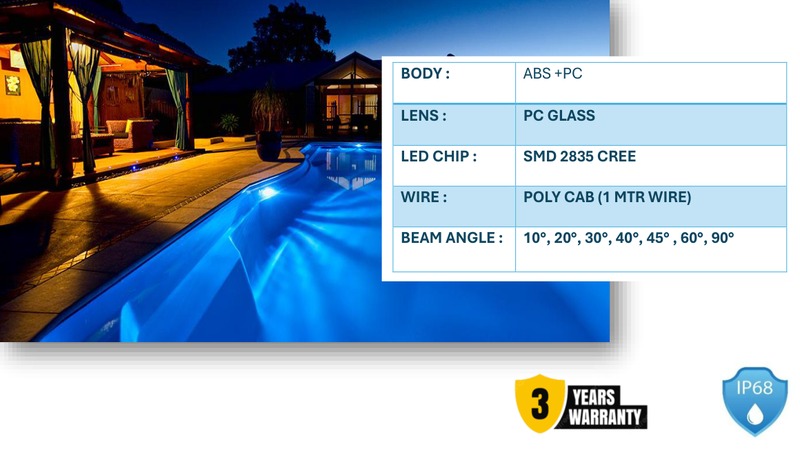 BODY : ABS +PC
LENS : PC GLASS
LED CHIP : SMD 2835 CREE
WIRE : POLY CAB (1 MTR WIRE)
BEAM ANGLE : 10°, 20°, 30°, 40°, 45° , 60°, 90°
3 YEARS
WARRANTY
IP68